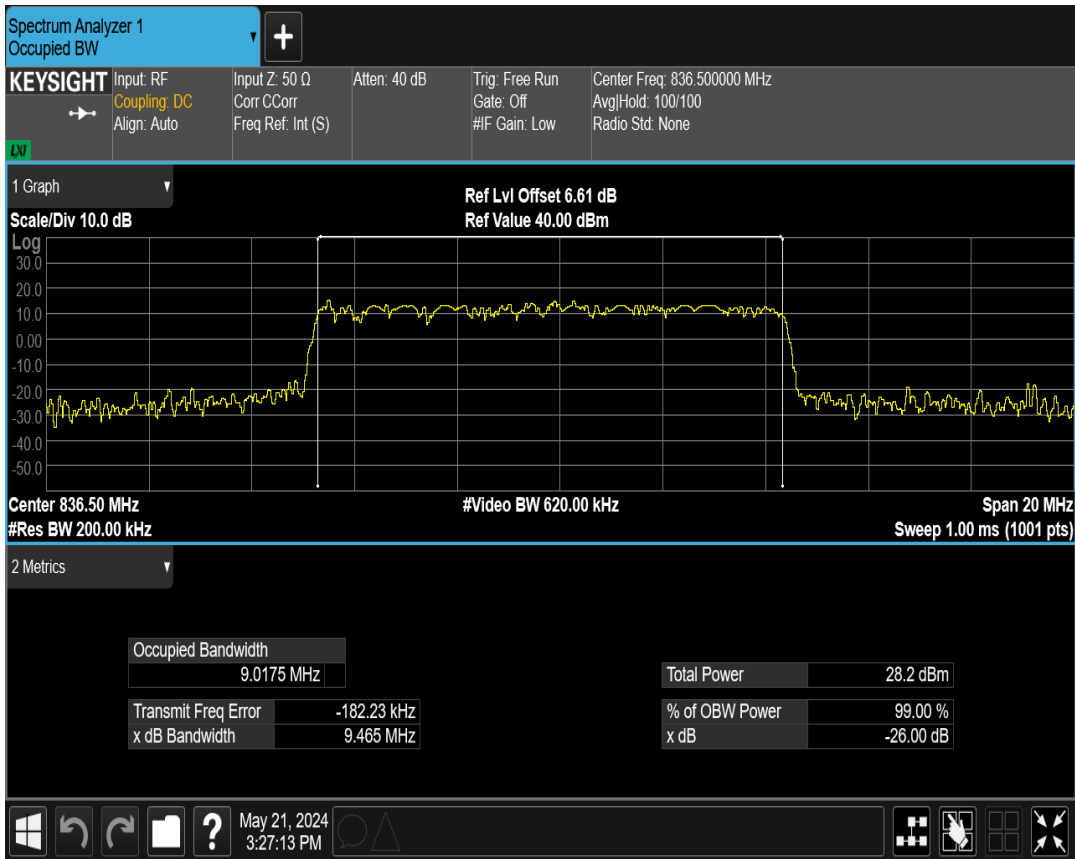 Spectrum Analyzer 1
Occupied BW
+
KEYSIGHT
LXI
Input: RF
Coupling: DC
Align: Auto
Input Z: 50 Ω
Corr CCorr
Freq Ref: Int (S)
Atten: 40 dB
Trig: Free Run
Gate: Off
#IF Gain: Low
Center Freq: 836.500000 MHz
Avg|Hold: 100/100
Radio Std: None
1 Graph
Ref Lvl Offset 6.61 dB
Scale/Div 10.0 dB
Ref Value 40.00 dBm
Log
30.0
20.0
10.0
0.00
-10.0
-20.0
-30.0
-40.0
-50.0
Center 836.50 MHz
#Video BW 620.00 kHz
Span 20 MHz
#Res BW 200.00 kHz
Sweep 1.00 ms (1001 pts)
2 Metrics
Occupied Bandwidth
9.0175 MHz
Total Power 28.2 dBm
Transmit Freq Error -182.23 kHz
% of OBW Power 99.00 %
x dB Bandwidth 9.465 MHz
x dB -26.00 dB
?
May 21, 2024
3:27:13 PM